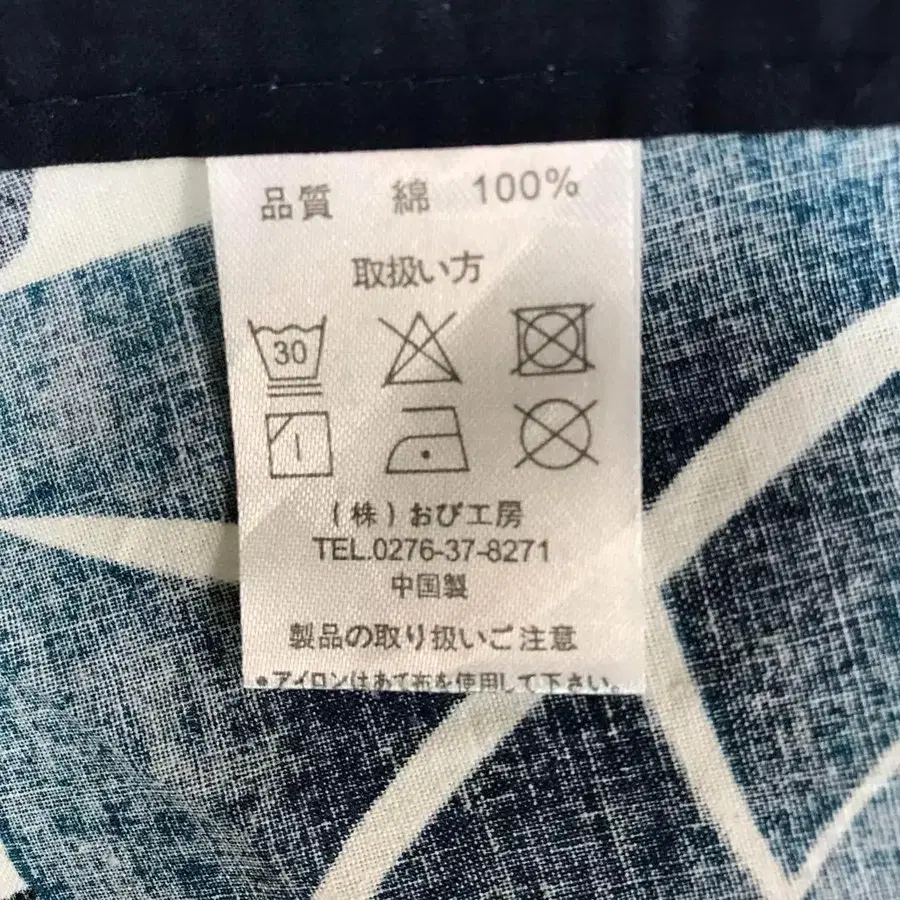 品質 綿 100%
取扱い方
30
(株)おび工房
TEL.0276-37-8271
中国製
製品の取り扱いご注意
•アイロンはあて布を使用して下さい。